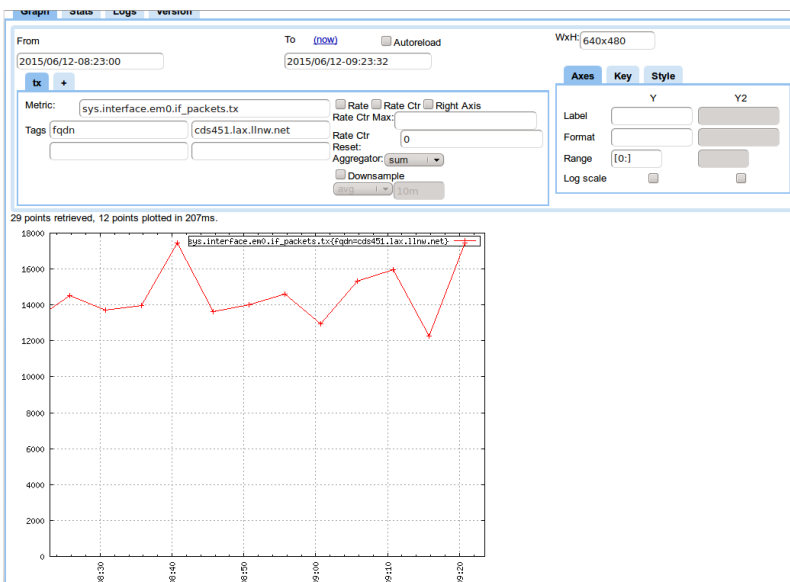 Graph Stats Logs Version
From To (now) Autoreload WxH: 640x480
2015/06/12-08:23:00 2015/06/12-09:23:32
tx +
Axes Key Style
Metric: sys.interface.em0.if_packets.tx Rate Rate Ctr Right Axis
Rate Ctr Max:
Tags fqdn cds451.lax.llnw.net
Rate Ctr Reset: 0
Aggregator: sum
Downsample
avg 10m
Y Y2
Label
Format
Range [0:]
Log scale
29 points retrieved, 12 points plotted in 207ms.
sys.interface.em0.if_packets.tx{fqdn=cds451.lax.llnw.net}
18000
16000
14000
12000
10000
8000
6000
4000
2000
0
08:30 08:40 08:50 09:00 09:10 09:20